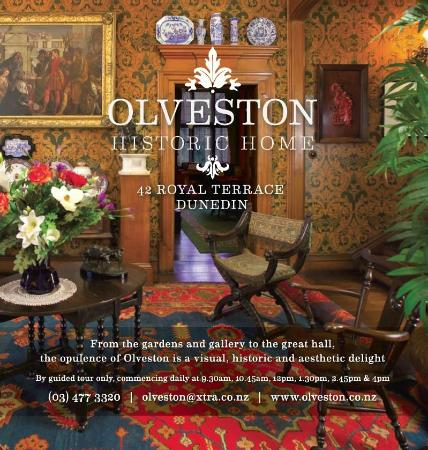 OLVESTON
HISTORIC HOME
42 ROYAL TERRACE
DUNEDIN
From the gardens and gallery to the great hall,
the opulence of Olveston is a visual, historic and aesthetic delight
By guided tour only, commencing daily at 9.30am, 10.45am, 12pm, 1.30pm, 2.45pm & 4pm
(03) 477 3320 | olveston@xtra.co.nz | www.olveston.co.nz